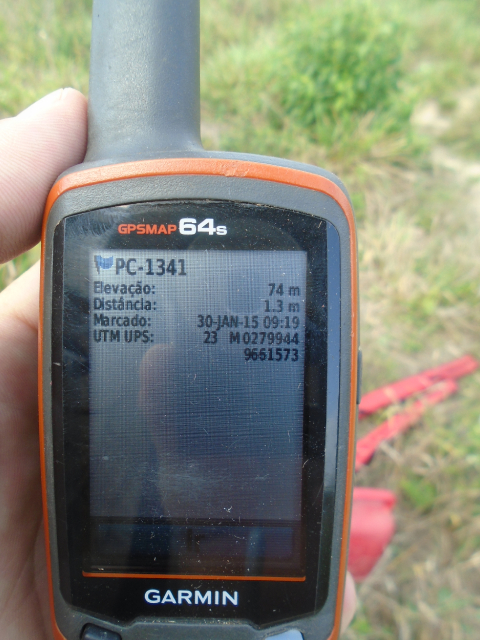 GPSMAP 64s
PC-1341
Elevação: 74 m
Distância: 1.3 m
Marcado: 30-JAN-15 09:19
UTM UPS: 23 M 0279944
9661573
GARMIN